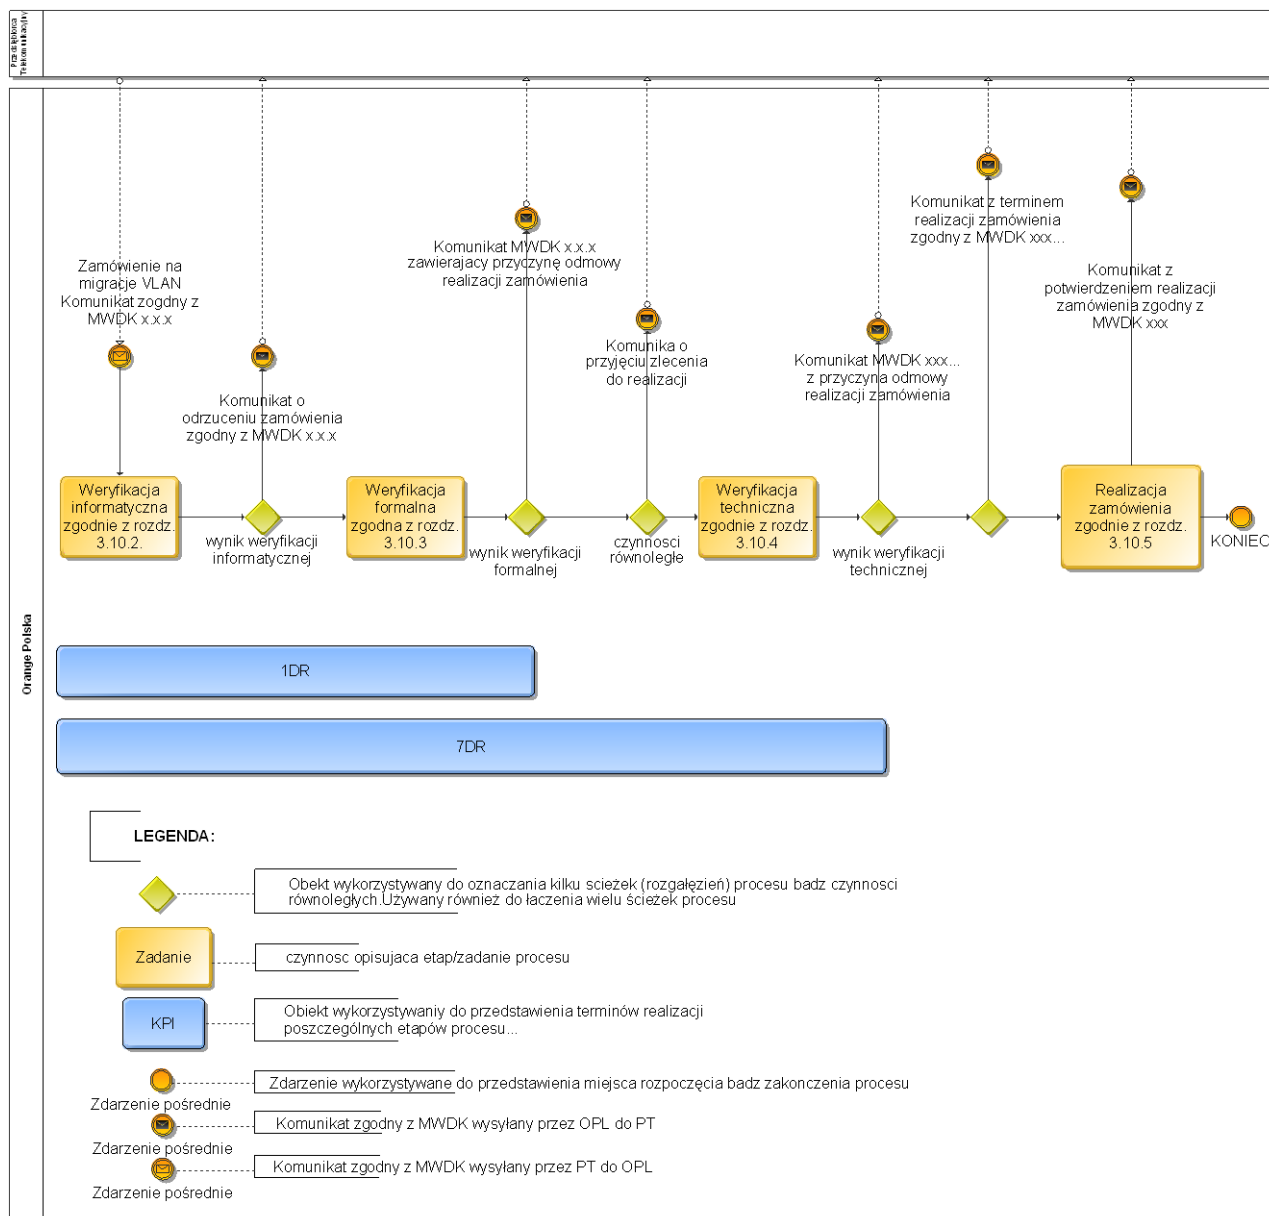 Przedsiębiorca
Telekomunikacyjny
Orange Polska
Zamówienie na
migracje VLAN
Komunikat zogdny z
MWDK x.x.x
Komunikat o
odrzuceniu zamówienia
zgodny z MWDK x.x.x
Komunikat MWDK x.x.x
zawierajacy przyczynę odmowy
realizacji zamówienia
Komunika o
przyjęciu zlecenia
do realizacji
Komunikat MWDK xxx...
z przyczyna odmowy
realizacji zamówienia
Komunikat z terminem
realizacji zamówienia
zgodny z MWDK xxx...
Komunikat z
potwierdzeniem realizacji
zamówienia zgodny z
MWDK xxx
Weryfikacja
informatyczna
zgodnie z rozdz.
3.10.2.
wynik weryfikacji
informatycznej
Weryfikacja
formalna
zgodna z rozdz.
3.10.3
wynik weryfikacji
formalnej
czynnosci
równoległe
Weryfikacja
techniczna
zgodnie z rozdz.
3.10.4
wynik weryfikacji
technicznej
Realizacja
zamówienia
zgodnie z rozdz.
3.10.5
KONIEC
1DR
7DR
LEGENDA:
Obekt wykorzystywany do oznaczania kilku scieżek (rozgałęzień) procesu badz czynnosci
równoległych.Używany również do łaczenia wielu ścieżek procesu
Zadanie
czynnosc opisujaca etap/zadanie procesu
KPI
Obiekt wykorzystywaniy do przedstawienia terminów realizacji
poszczególnych etapów procesu...
Zdarzenie wykorzystywane do przedstawienia miejsca rozpoczęcia badz zakonczenia procesu
Zdarzenie pośrednie
Komunikat zgodny z MWDK wysyłany przez OPL do PT
Zdarzenie pośrednie
Komunikat zgodny z MWDK wysyłany przez PT do OPL
Zdarzenie pośrednie